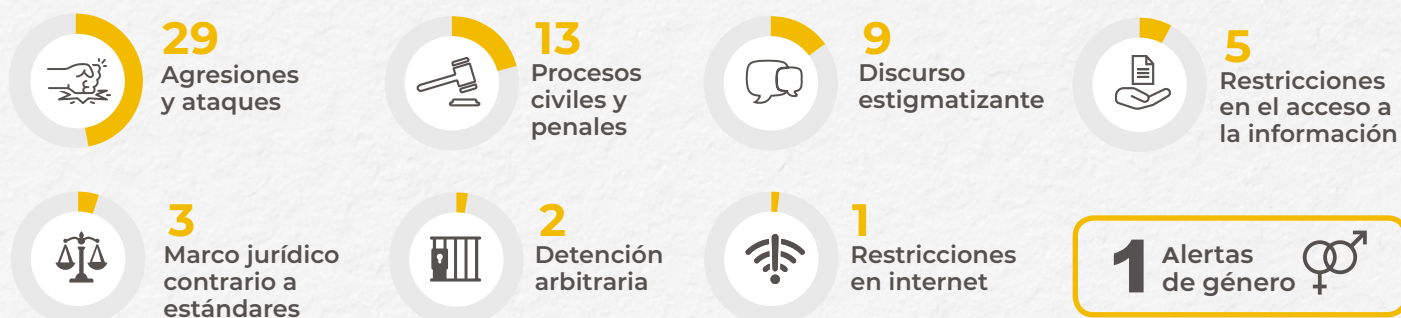 29
Agresiones
y ataques
13
Procesos
civiles y
penales
9
Discurso
estigmatizante
5
Restricciones
en el acceso a
la información
3
Marco jurídico
contrario a
estándares
2
Detención
arbitraria
1
Restricciones
en internet
1
Alertas
de género